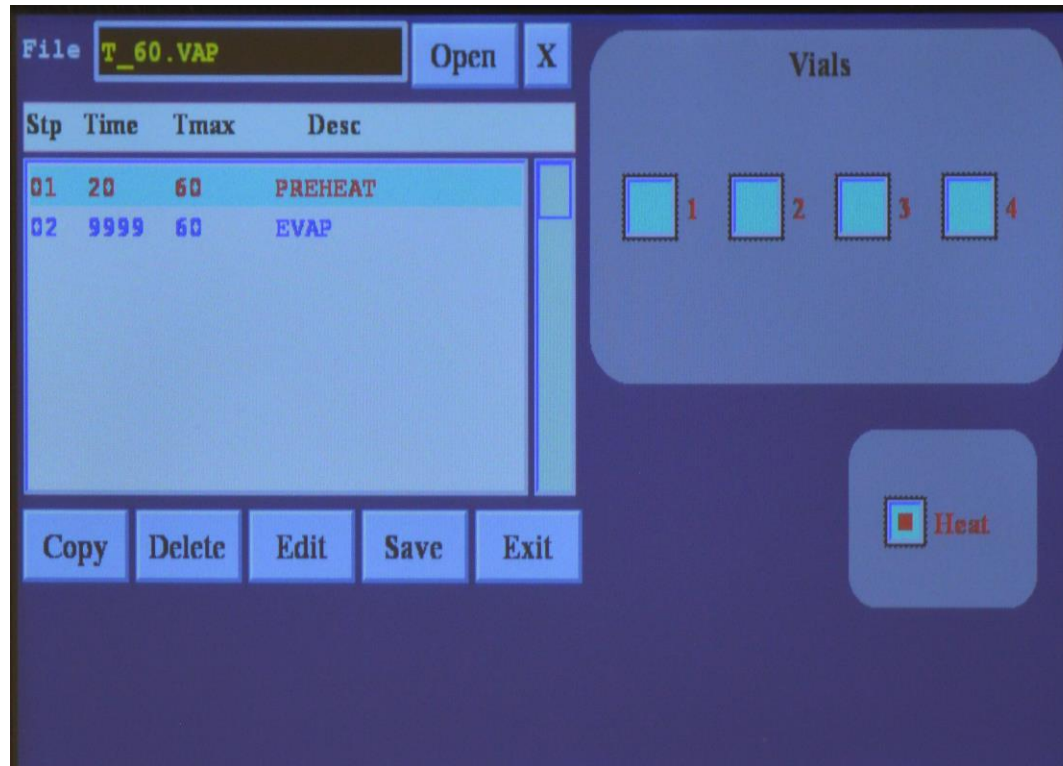 File T_60.VAP Open X
Stp Time Tmax Desc
01 20 60 PREHEAT
02 9999 60 EVAP
Copy Delete Edit Save Exit
Vials
1 2 3 4
Heat